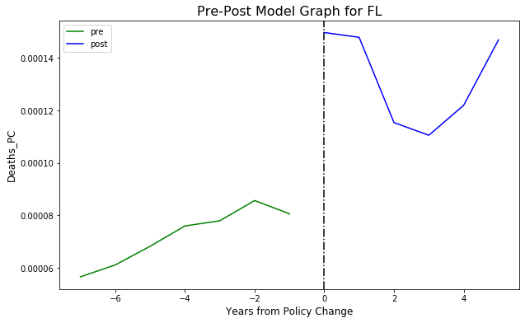 Pre-Post Model Graph for FL
pre
post
Deaths_PC
0.00014
0.00012
0.00010
0.00008
0.00006
−6 −4 −2 0 2 4
Years from Policy Change